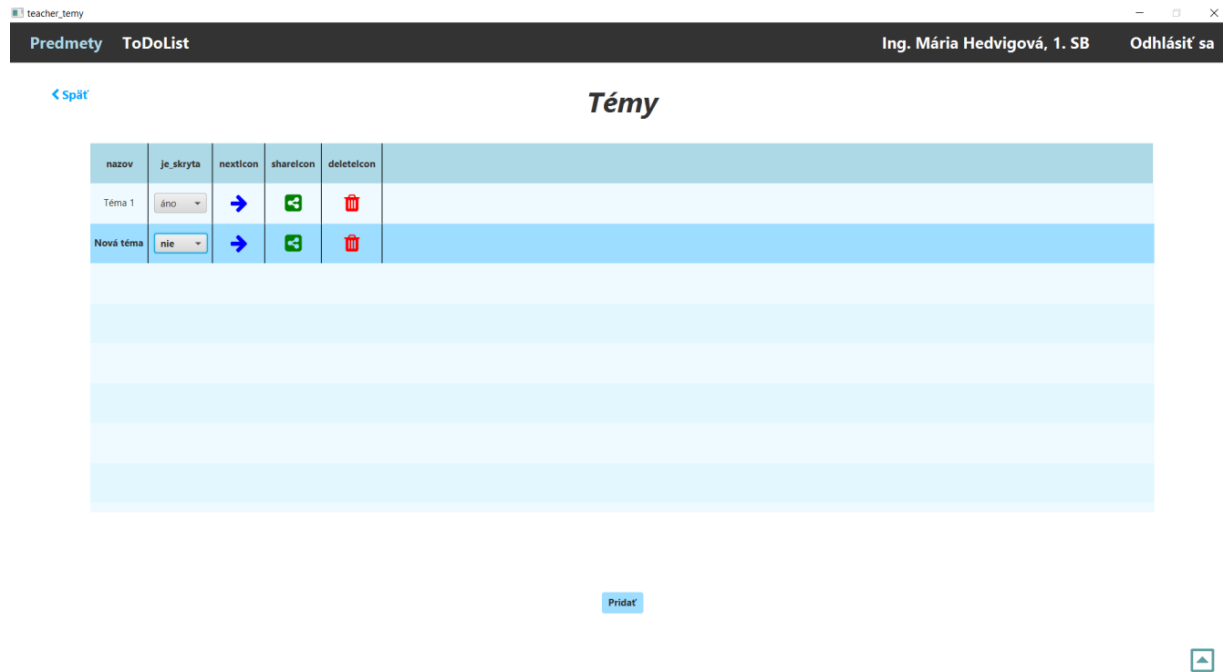 teacher_temy
Predmety ToDoList Ing. Mária Hedvigová, 1. SB Odhlásiť sa
Späť
Témy
nazov je_skryta nextIcon shareIcon deleteIcon
Téma 1 áno
Nová téma nie
Pridať